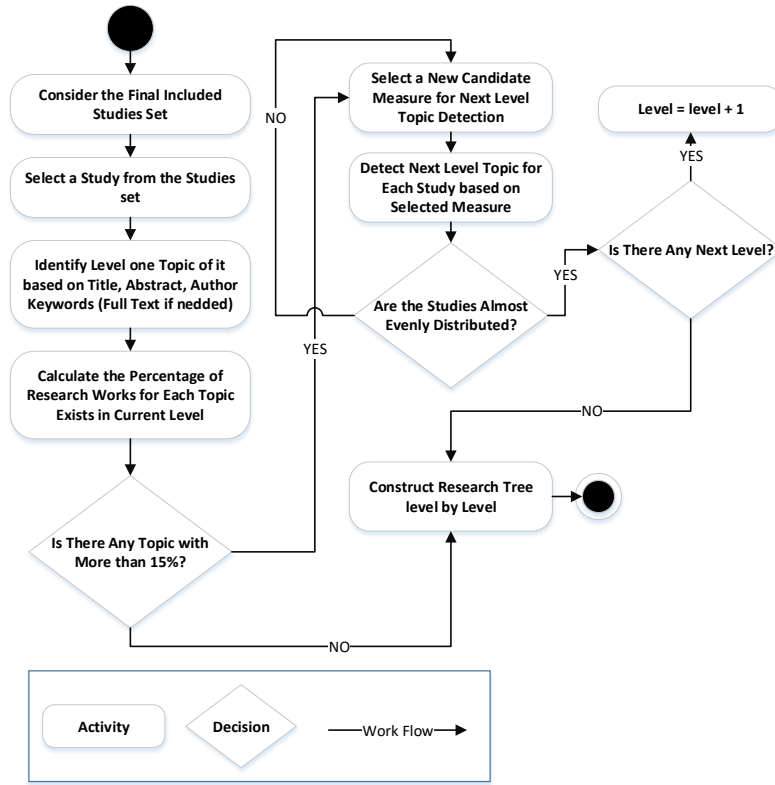 Consider the Final Included
Studies Set
Select a Study from the Studies
set
Identify Level one Topic of it
based on Title, Abstract, Author
Keywords (Full Text if nedded)
Calculate the Percentage of
Research Works for Each Topic
Exists in Current Level
Is There Any Topic with
More than 15%?
YES
NO
Select a New Candidate
Measure for Next Level
Topic Detection
Detect Next Level Topic for
Each Study based on
Selected Measure
Are the Studies Almost
Evenly Distributed?
NO
YES
Is There Any Next Level?
YES
Level = level + 1
NO
Construct Research Tree
level by Level
Activity
Decision
Work Flow